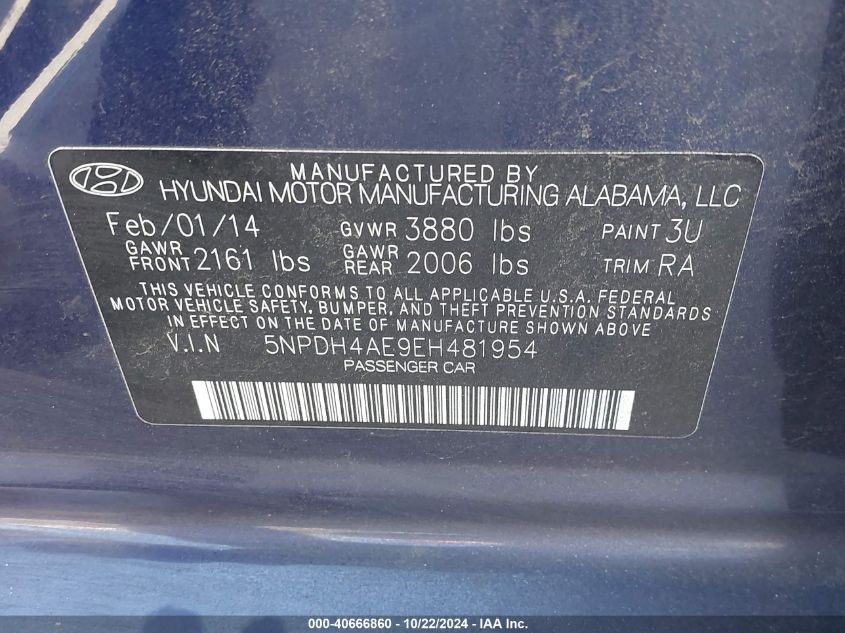 MANUFACTURED BY
HYUNDAI MOTOR MANUFACTURING ALABAMA, LLC
Feb/01/14 GVWR 3880 lbs PAINT 3U
GAWR FRONT 2161 lbs GAWR REAR 2006 lbs TRIM RA
THIS VEHICLE CONFORMS TO ALL APPLICABLE U.S.A. FEDERAL
MOTOR VEHICLE SAFETY, BUMPER, AND THEFT PREVENTION STANDARDS
IN EFFECT ON THE DATE OF MANUFACTURE SHOWN ABOVE
V.I.N 5NPDH4AE9EH481954
PASSENGER CAR
000-40666860 - 10/22/2024 - IAAI.com